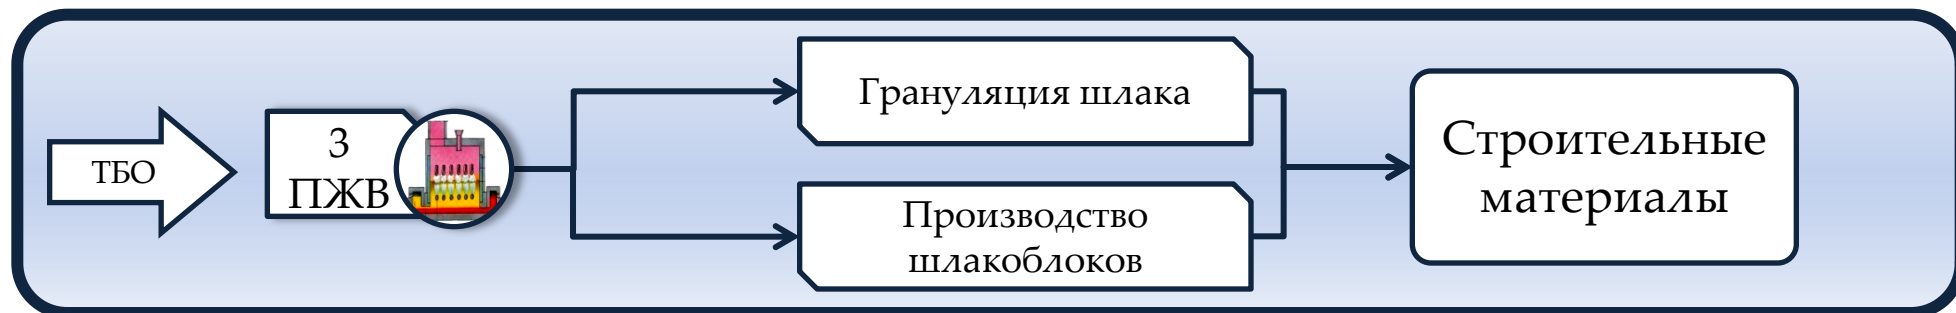 ТБО
3
ПЖВ
Грануляция шлака
Производство
шлакоблоков
Строительные
материалы